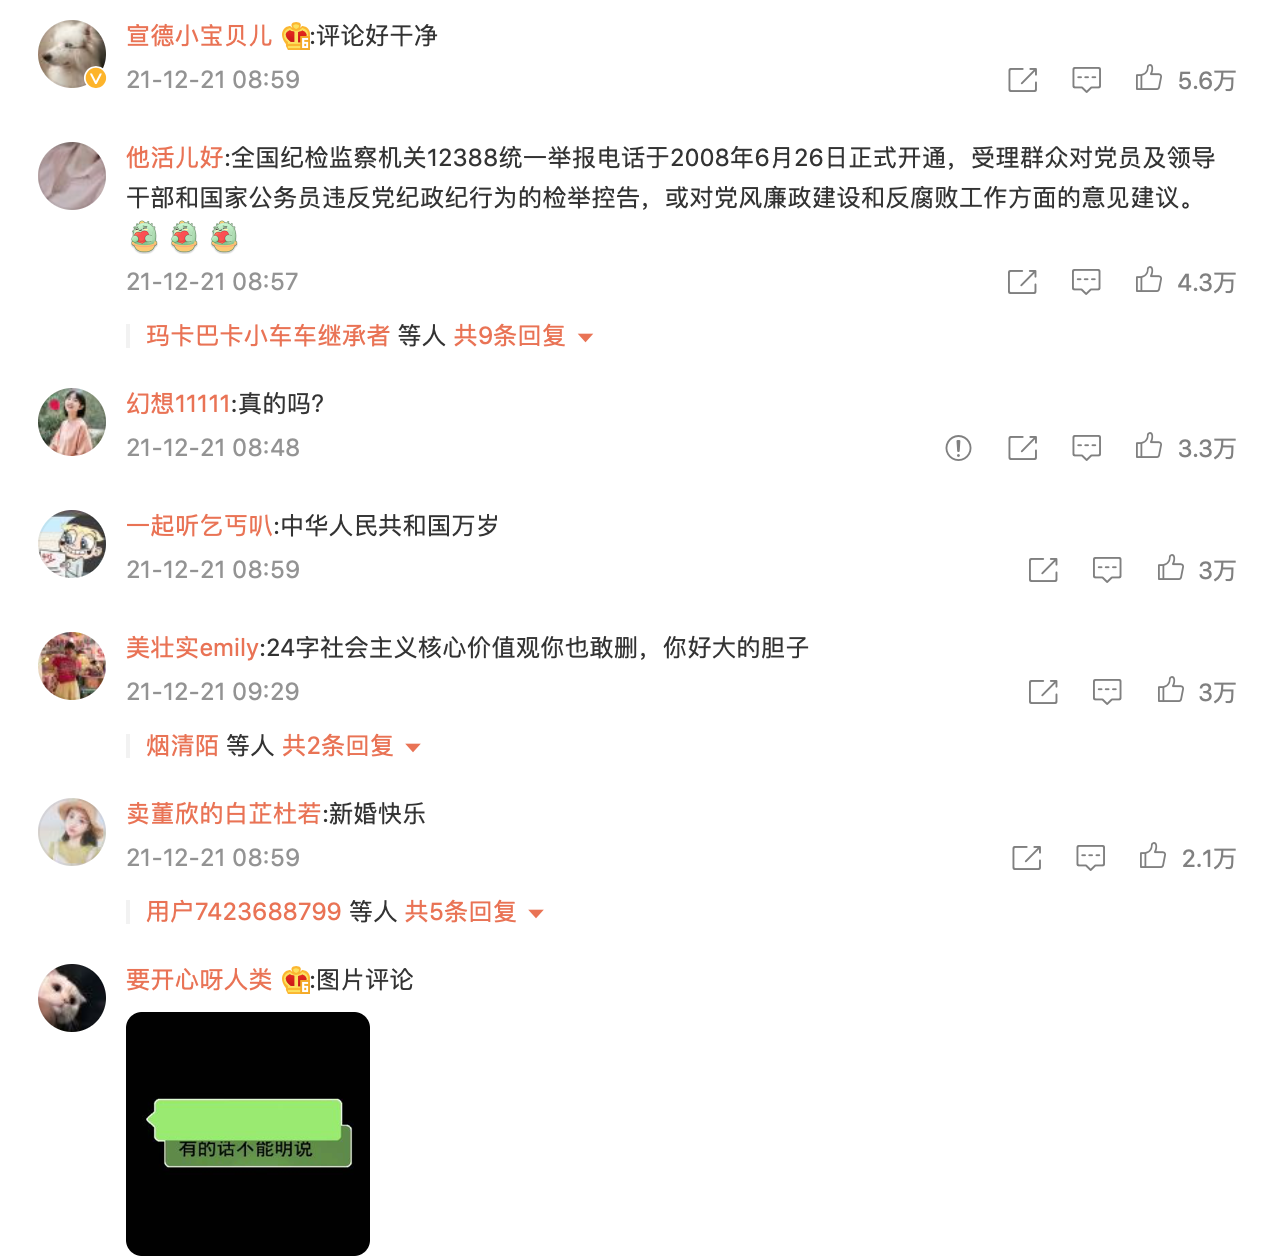 宣德小宝贝儿 6:评论好干净
21-12-21 08:59
5.6万
他活儿好:全国纪检监察机关12388统一举报电话于2008年6月26日正式开通，受理群众对党员及领导
干部和国家公务员违反党纪政纪行为的检举控告，或对党风廉政建设和反腐败工作方面的意见建议。
21-12-21 08:57
4.3万
玛卡巴卡小车车继承者 等人 共9条回复
幻想11111:真的吗?
21-12-21 08:48
3.3万
一起听乞丐叭:中华人民共和国万岁
21-12-21 08:59
3万
美壮实emily:24字社会主义核心价值观你也敢删，你好大的胆子
21-12-21 09:29
3万
烟清陌 等人 共2条回复
卖董欣的白芷杜若:新婚快乐
21-12-21 08:59
2.1万
用户7423688799 等人 共5条回复
要开心呀人类 6:图片评论
有的话不能明说